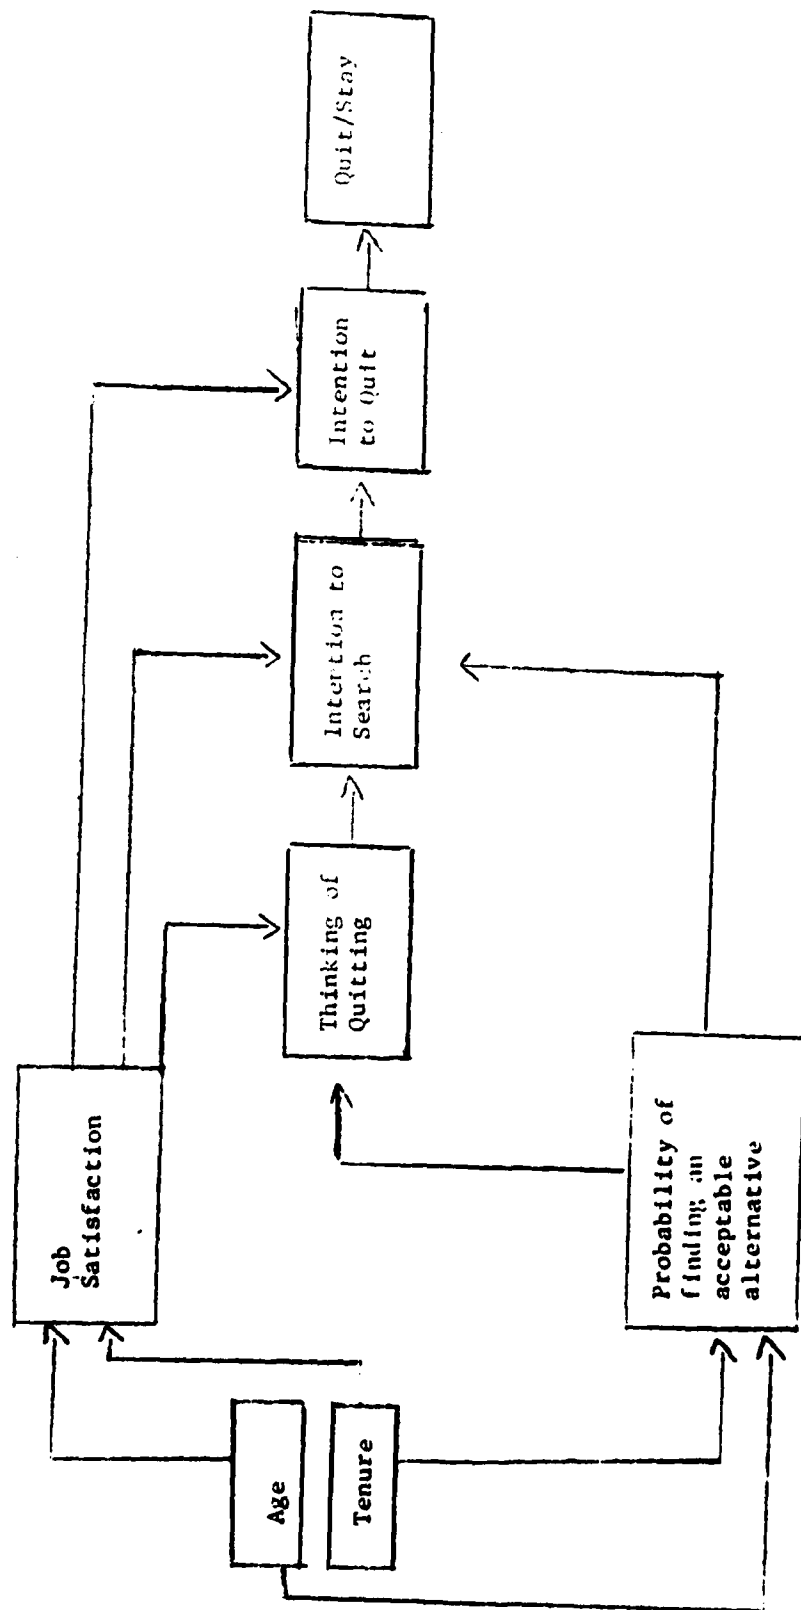 Job
Satisfaction
Age
Tenure
Probability of
finding an
acceptable
alternative
Thinking of
Quitting
Intention to
Search
Intention
to Quit
Quit/Stay